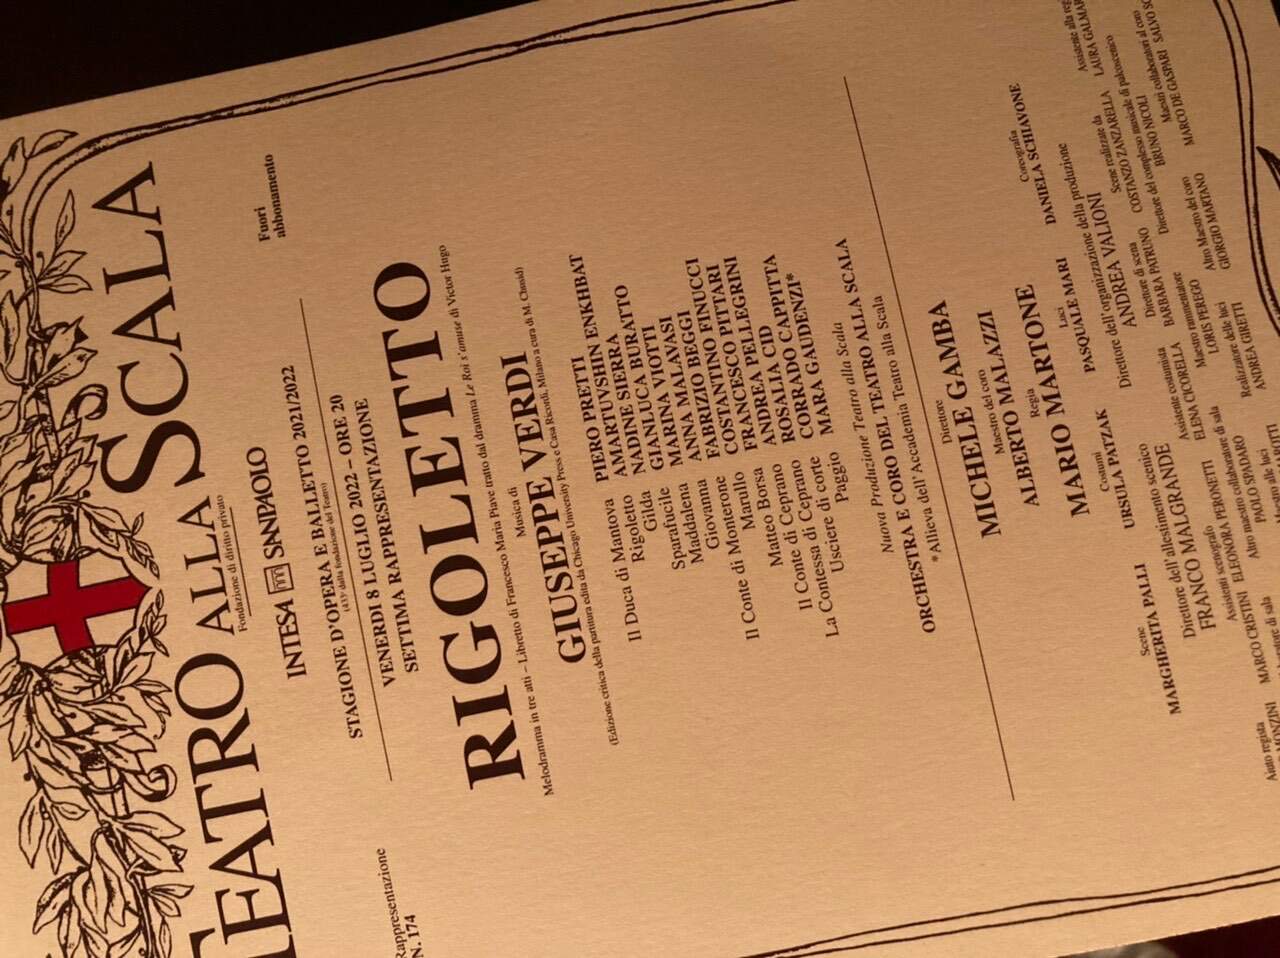 TEATRO ALLA SCALA
Fondazione di diritto privato
INTESA SANPAOLO
STAGIONE D'OPERA E BALLETTO 2021/2022
Fuori
abbonamento
Rappresentazione
N. 174
VENERDÌ 8 LUGLIO 2022 – ORE 20
SETTIMA RAPPRESENTAZIONE
RIGOLETTO
Melodramma in tre atti – Libretto di Francesco Maria Piave tratto dal dramma Le Roi s'amuse di Victor Hugo
Musica di
GIUSEPPE VERDI
(Edizione critica della partitura edita da Chicago University Press e Casa Ricordi, Milano a cura di M. Chusid)
Il Duca di Mantova PIERO PRETTI
Rigoletto AMARTUVSHIN ENKHBAT
Gilda NADINE SIERRA
Sparafucile GIANLUCA BURATTO
Maddalena MARINA VIOTTI
Giovanna ANNA MALAVASI
Il Conte di Monterone FABRIZIO BEGGI
Marullo COSTANTINO FINUCCI
Matteo Borsa FRANCESCO PITTARI
Il Conte di Ceprano ANDREA PELLEGRINI
La Contessa di Ceprano ROSALIA CID
Usciere di corte CORRADO CAPPITTA
Paggio MARA GAUDENZI*
Nuova Produzione Teatro alla Scala
ORCHESTRA E CORO DEL TEATRO ALLA SCALA
*Allieva dell'Accademia Teatro alla Scala
Direttore
MICHELE GAMBA
Maestro del coro
ALBERTO MALAZZI
Regia
MARIO MARTONE
Scene Costumi Luci Coreografia
MARGHERITA PALLI URSULA PATZAK PASQUALE MARI DANIELA SCHIAVONE
Direttore dell'allestimento scenico Direttore dell'organizzazione della produzione
FRANCO MALGRANDE ANDREA VALIONI
Assistenti scenografo Assistente costumista Direttore di scena Scene realizzate da Assistente alla
MARCO CRISTINI ELEONORA PERONETTI ELENA CICORELLA BARBARA PATRUNO COSTANZO ZANZARELLA LAURA
Aiuto regista Altro maestro collaboratore di sala Maestro rammentatore Direttore del complesso musicale di palcoscenico
PAOLO SPADARO LORIS PEREGO BRUNO NICOLI
Realizzatore delle luci Altro Maestro del coro Maestri collaboratori al coro
ANDREA GIRETTI GIORGIO MARTANO MARCO DE GASPARI SALVO